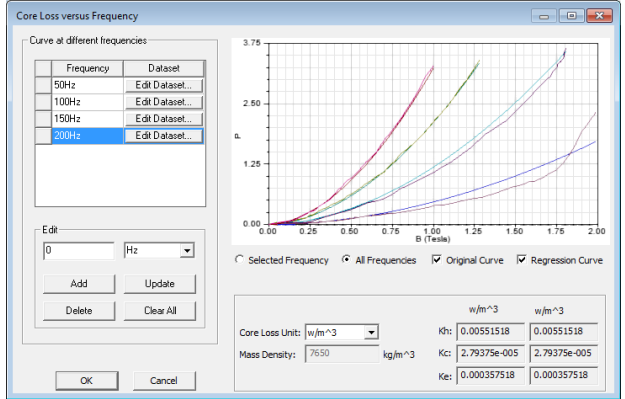 Core Loss versus Frequency
Curve at different frequencies
Frequency Dataset
50Hz Edit Dataset...
100Hz Edit Dataset...
150Hz Edit Dataset...
200Hz Edit Dataset...
Edit
0 Hz
Add Update
Delete Clear All
OK Cancel
3.75
2.50
P
1.25
0.00
0.00 0.25 0.50 0.75 1.00 1.25 1.50 1.75 2.00
B (Tesla)
Selected Frequency All Frequencies Original Curve Regression Curve
w/m^3 w/m^3
Core Loss Unit: w/m^3 Kh: 0.00551518 0.00551518
Mass Density: 7650 kg/m^3 Kc: 2.79375e-005 2.79375e-005
Ke: 0.000357518 0.000357518